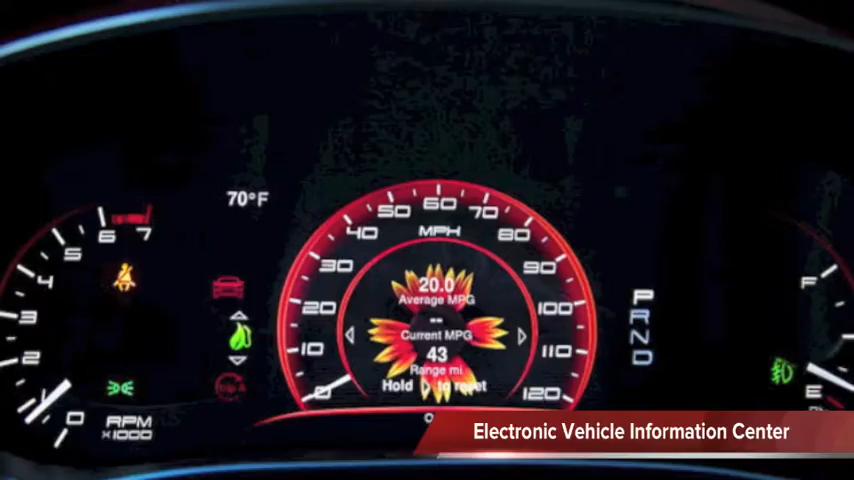 70°F
0
1
2
3
4
5
6
7
RPM
x1000
0
10
20
30
40
50
60
70
80
90
100
110
120
MPH
20.0
Average MPG
--
Current MPG
43
Range mi
Hold ▷ to reset
P
R
N
D
F
E
Electronic Vehicle Information Center